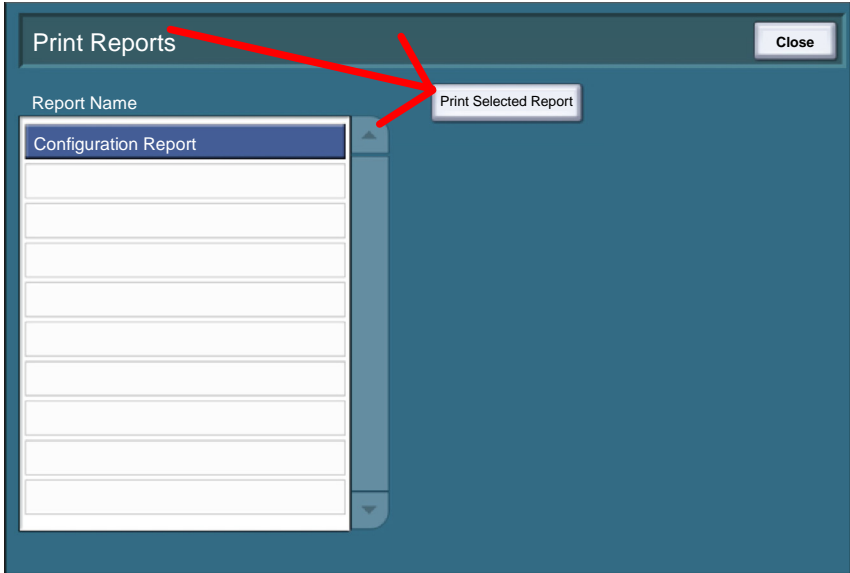 Print Reports
Close
Report Name
Print Selected Report
Configuration Report